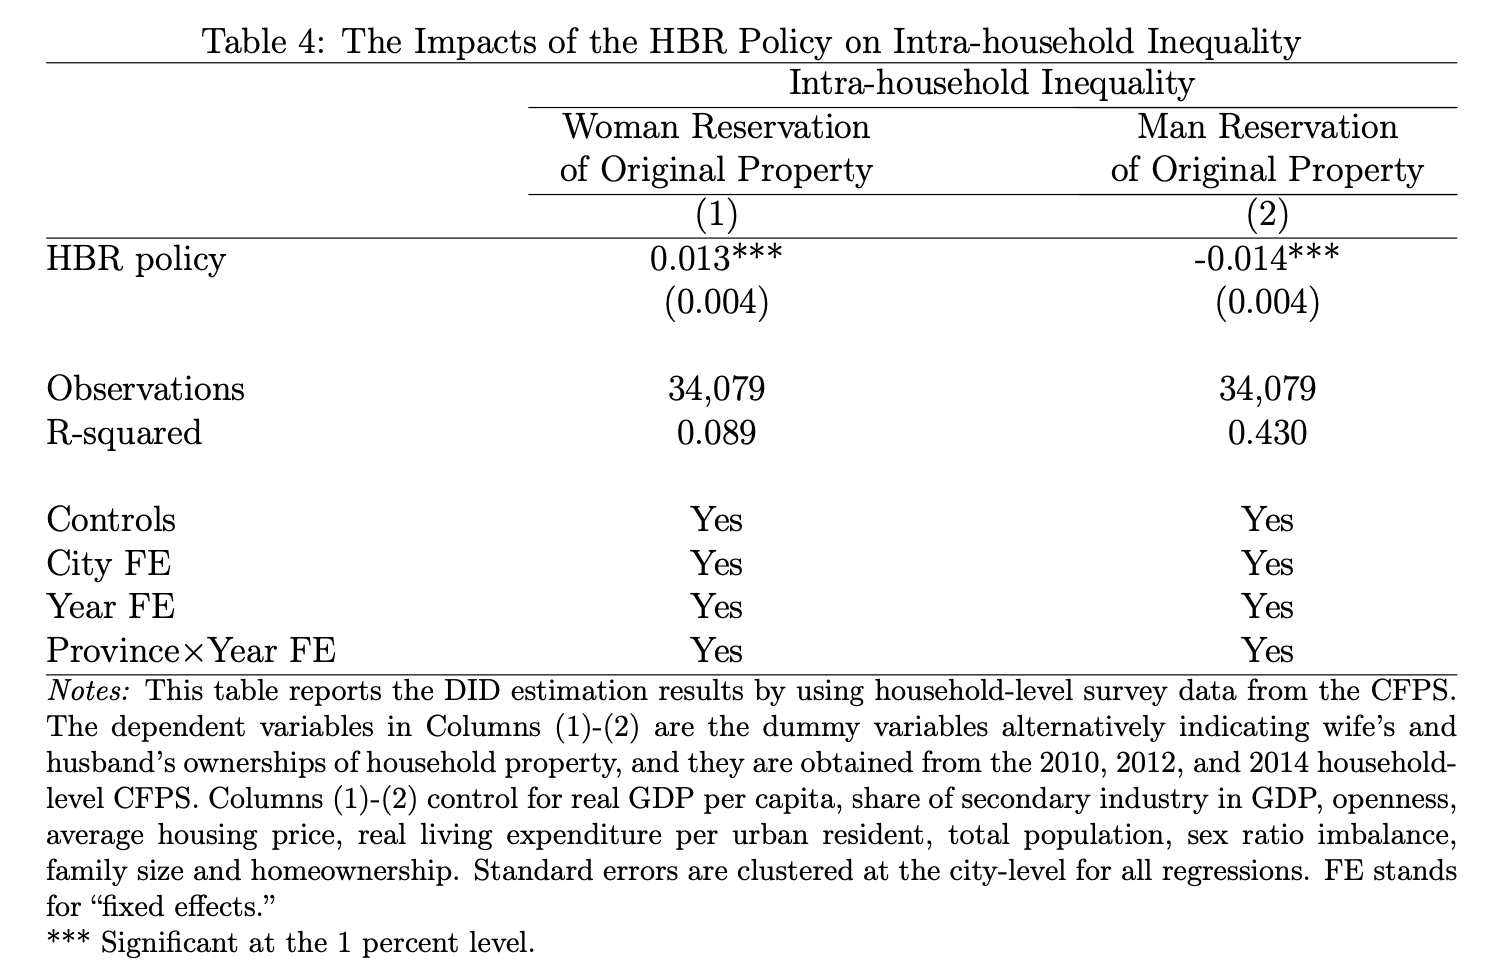 Table 4: The Impacts of the HBR Policy on Intra-household Inequality
Intra-household Inequality
Woman Reservation Man Reservation
of Original Property of Original Property
(1) (2)
HBR policy 0.013*** -0.014***
(0.004) (0.004)
Observations 34,079 34,079
R-squared 0.089 0.430
Controls Yes Yes
City FE Yes Yes
Year FE Yes Yes
Province×Year FE Yes Yes
Notes: This table reports the DID estimation results by using household-level survey data from the CFPS.
The dependent variables in Columns (1)-(2) are the dummy variables alternatively indicating wife's and
husband's ownerships of household property, and they are obtained from the 2010, 2012, and 2014 household-
level CFPS. Columns (1)-(2) control for real GDP per capita, share of secondary industry in GDP, openness,
average housing price, real living expenditure per urban resident, total population, sex ratio imbalance,
family size and homeownership. Standard errors are clustered at the city-level for all regressions. FE stands
for “fixed effects.”
*** Significant at the 1 percent level.